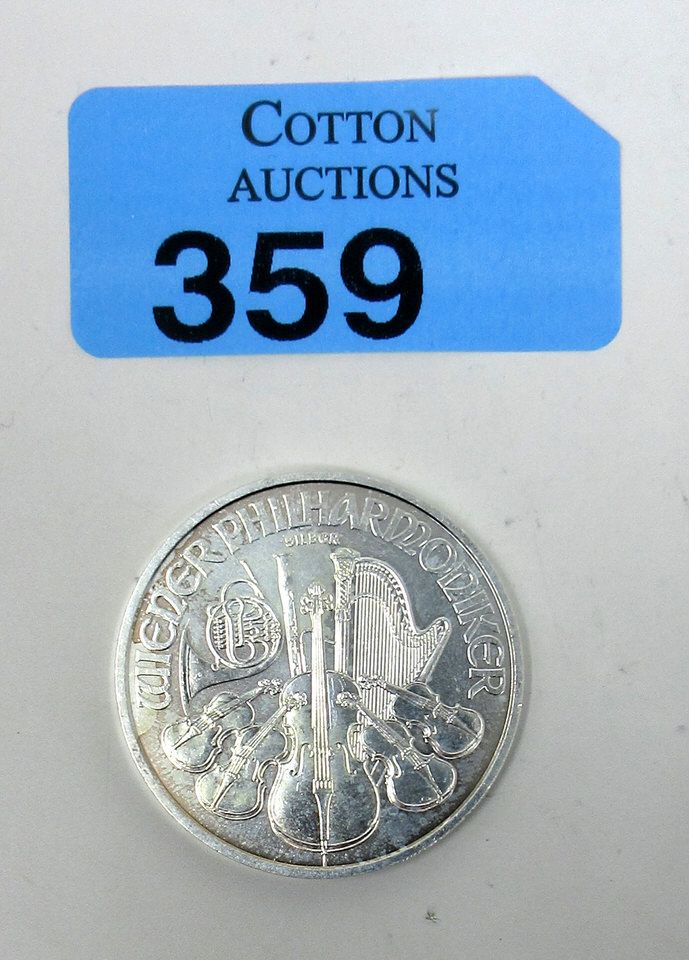 COTTON
AUCTIONS
359
WIENER PHILHARMONIKER
SILBER